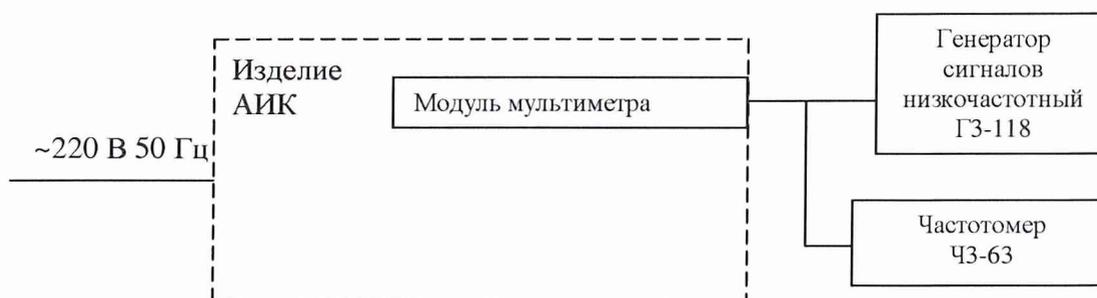 Генератор
сигналов
низкочастотный
Г3-118
Изделие
АИК
Модуль мультиметра
~220 В 50 Гц
Частотомер
Ч3-63